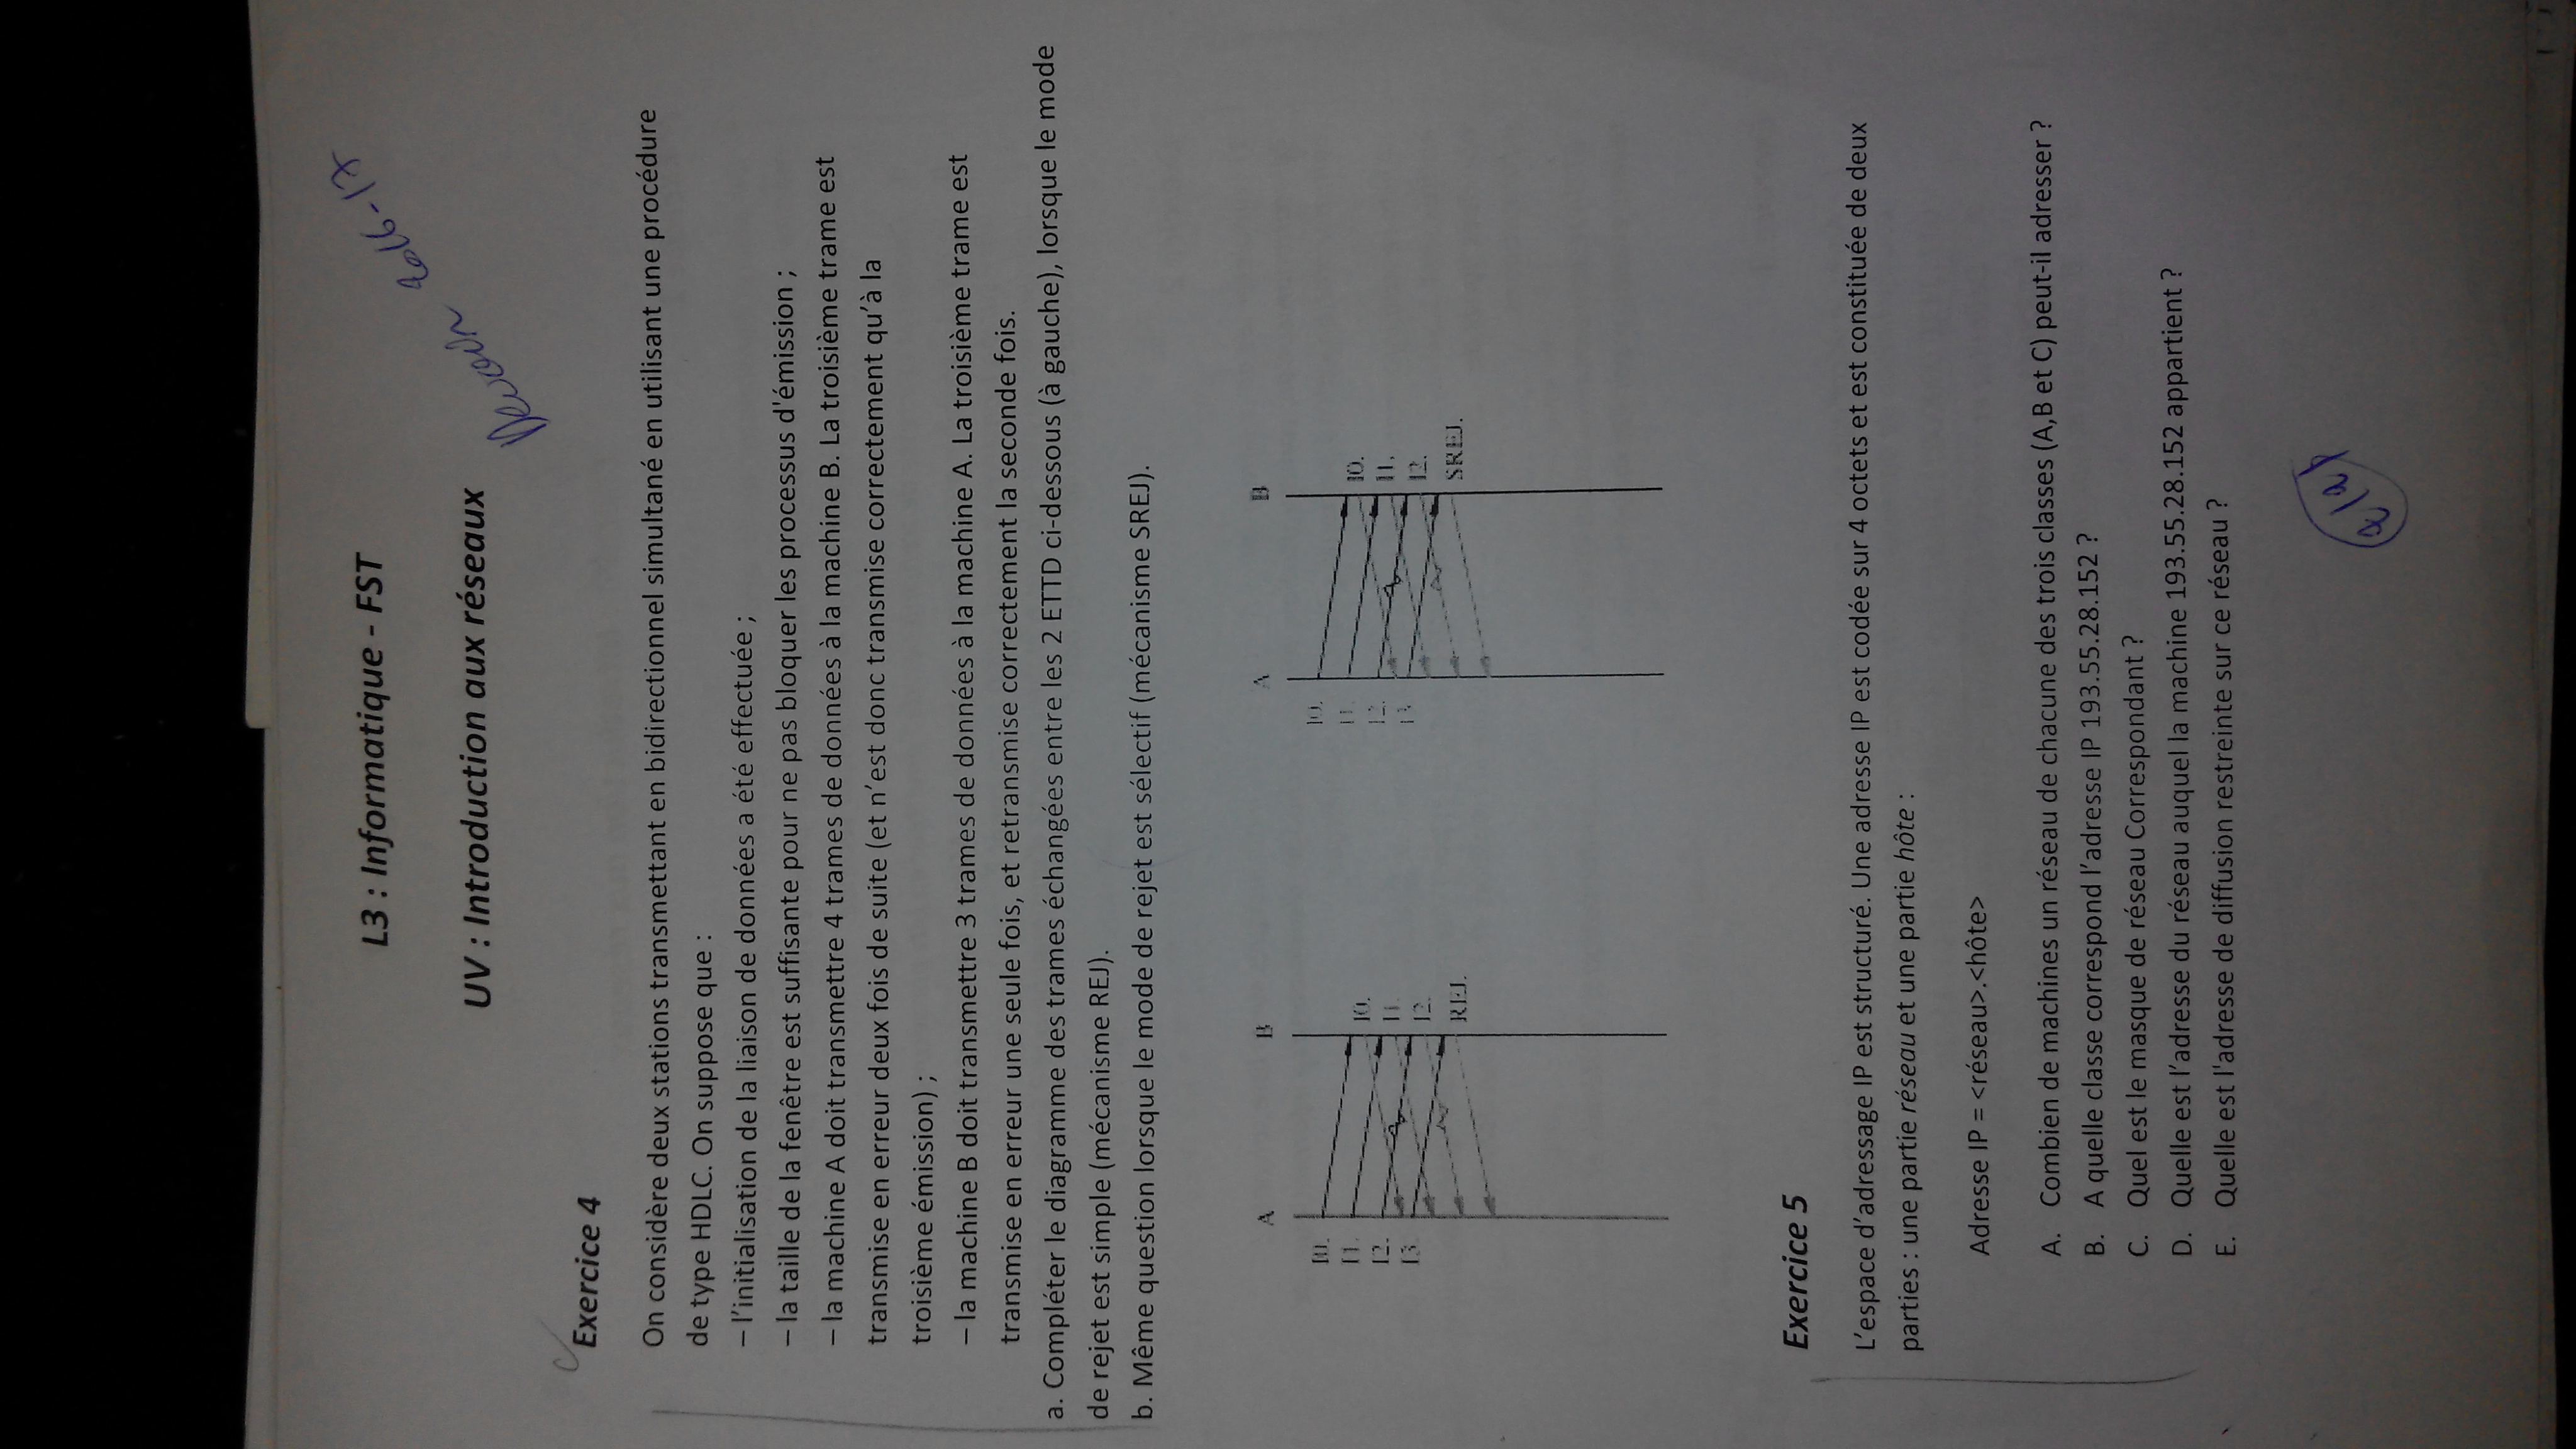 L3 : Informatique - FST
Devoir 2016-17
UV : Introduction aux réseaux
Exercice 4
On considère deux stations transmettant en bidirectionnel simultané en utilisant une procédure
de type HDLC. On suppose que :
– l'initialisation de la liaison de données a été effectuée ;
– la taille de la fenêtre est suffisante pour ne pas bloquer les processus d'émission ;
– la machine A doit transmettre 4 trames de données à la machine B. La troisième trame est
transmise en erreur deux fois de suite (et n'est donc transmise correctement qu'à la
troisième émission) ;
– la machine B doit transmettre 3 trames de données à la machine A. La troisième trame est
transmise en erreur une seule fois, et retransmise correctement la seconde fois.
a. Compléter le diagramme des trames échangées entre les 2 ETTD ci-dessous (à gauche), lorsque le mode
de rejet est simple (mécanisme REJ).
b. Même question lorsque le mode de rejet est sélectif (mécanisme SREJ).
A B A B
I0. I0.
I1. I0. I1. I0.
I2. I1. I2. I1.
I3. I2. I3. I2.
REJ. SREJ.
Exercice 5
L'espace d'adressage IP est structuré. Une adresse IP est codée sur 4 octets et est constituée de deux
parties : une partie réseau et une partie hôte :
Adresse IP = <réseau>.<hôte>
A. Combien de machines un réseau de chacune des trois classes (A,B et C) peut-il adresser ?
B. A quelle classe correspond l'adresse IP 193.55.28.152 ?
C. Quel est le masque de réseau Correspondant ?
D. Quelle est l'adresse du réseau auquel la machine 193.55.28.152 appartient ?
E. Quelle est l'adresse de diffusion restreinte sur ce réseau ?